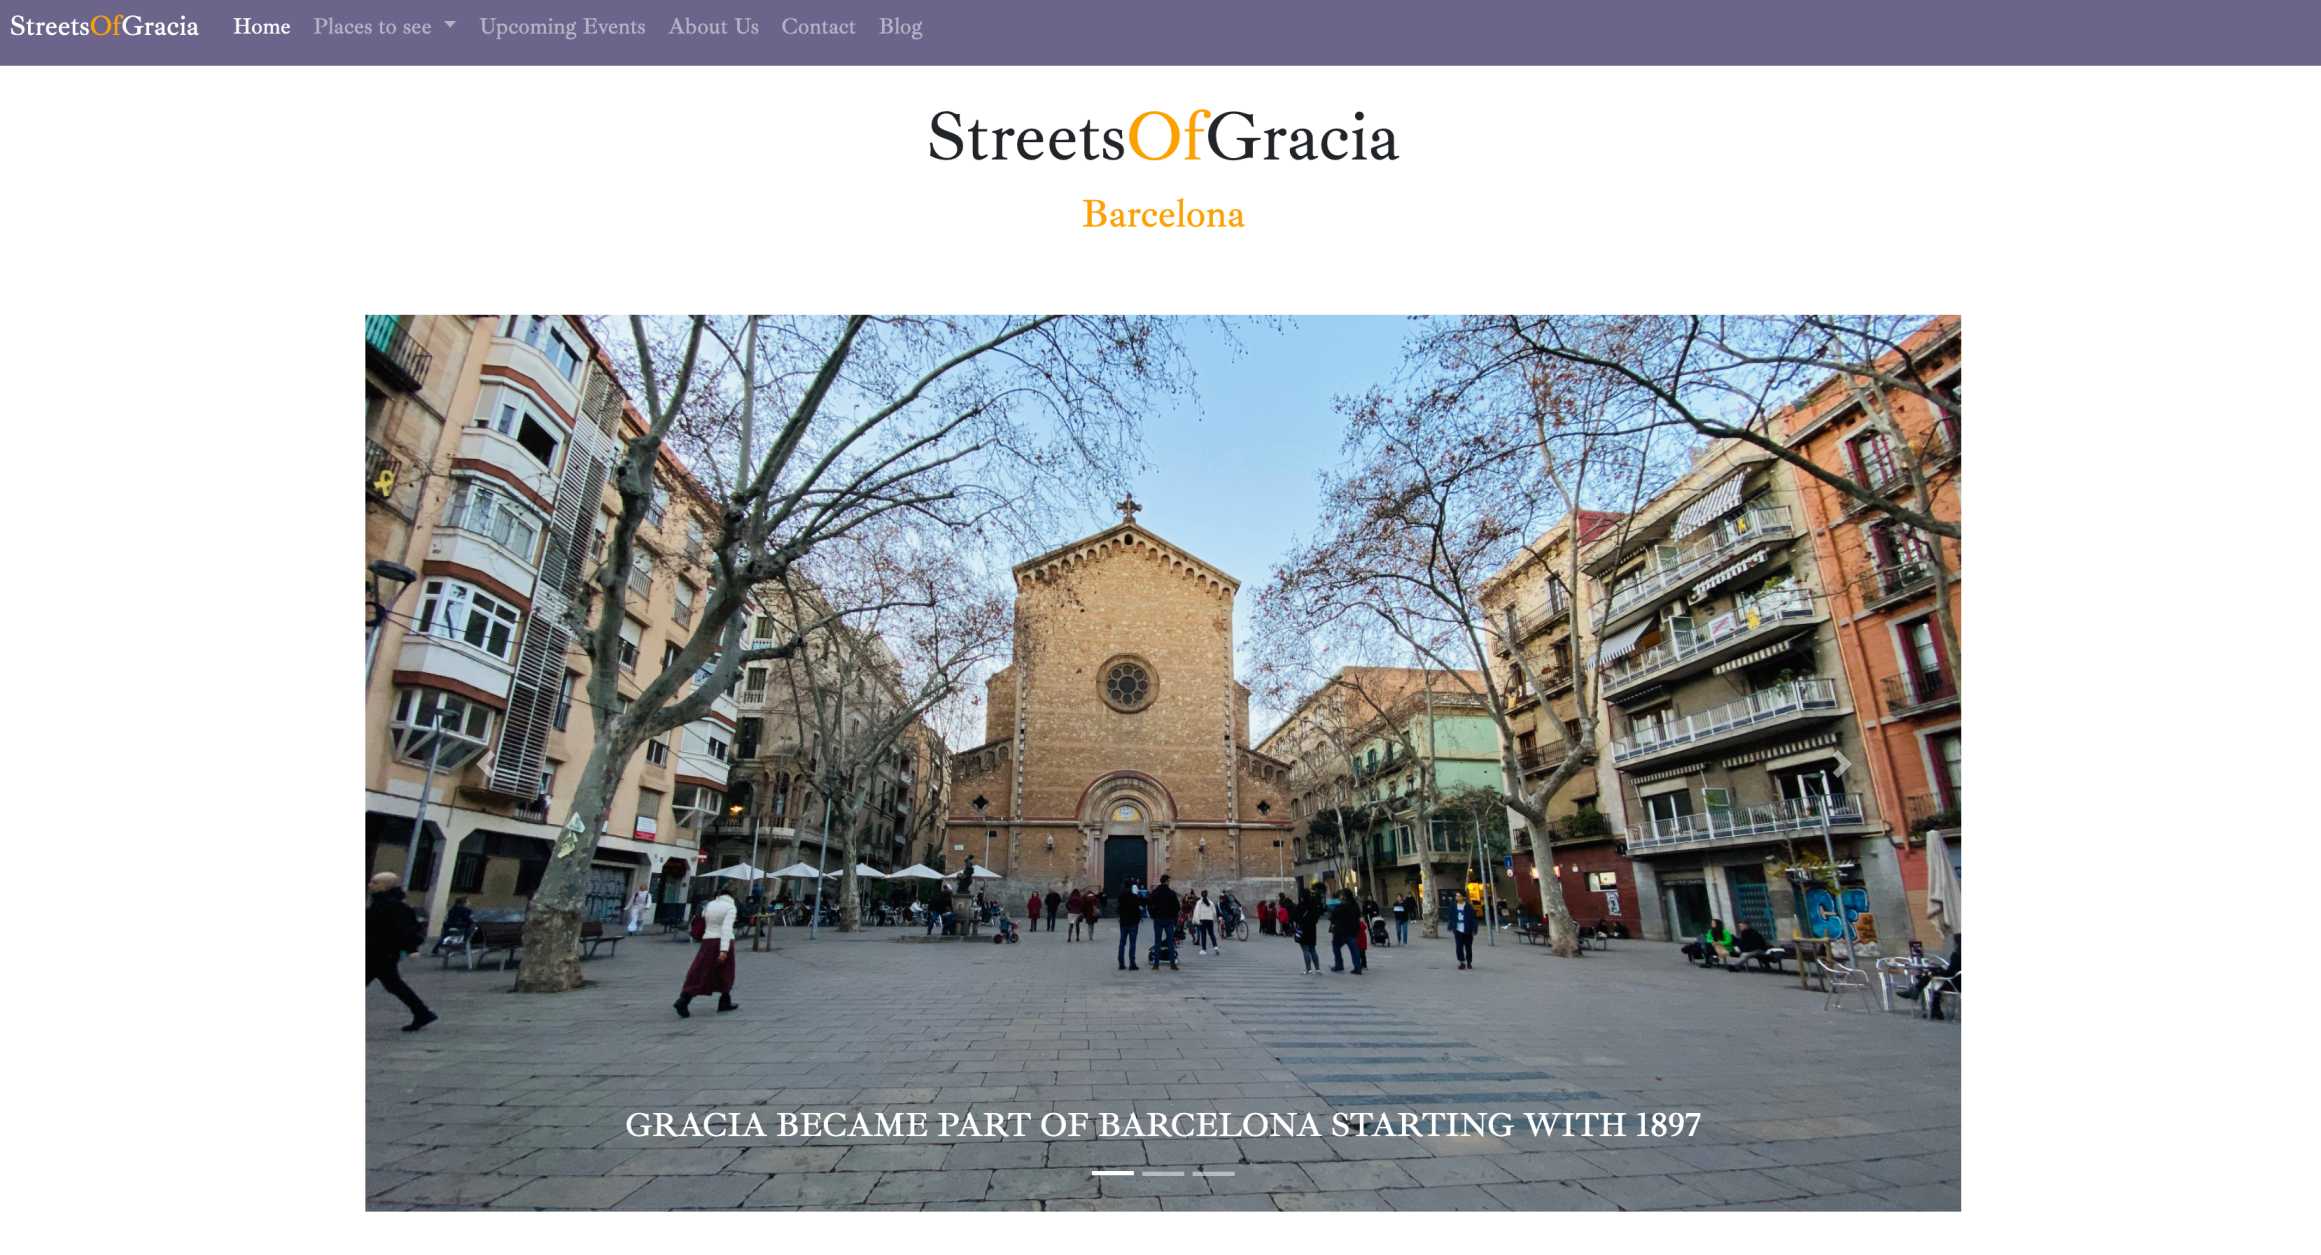 StreetsOfGracia Home Places to see Upcoming Events About Us Contact Blog
StreetsOfGracia
Barcelona
GRACIA BECAME PART OF BARCELONA STARTING WITH 1897